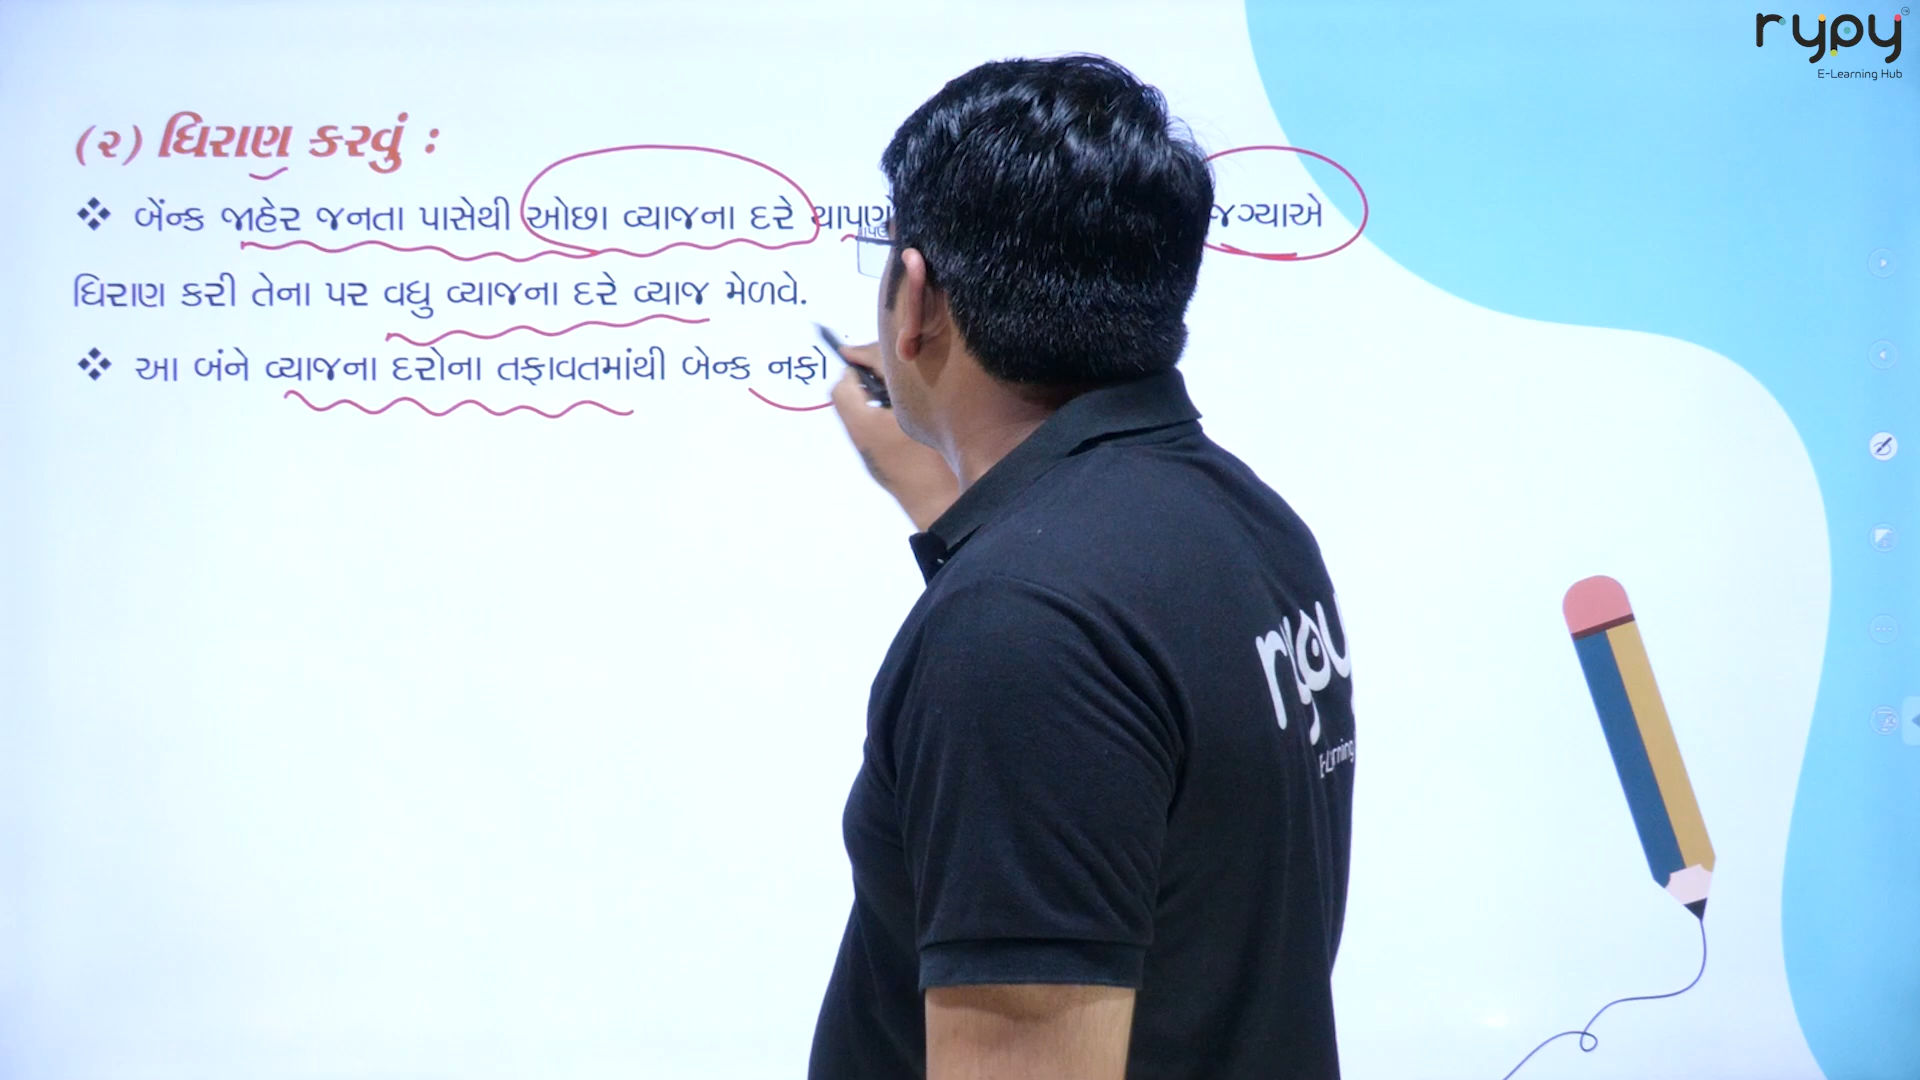 rypy
E-Learning Hub
(૨) ધિરાણ કરવું :
❖ બેંન્ક જાહેર જનતા પાસેથી ઓછા વ્યાજના દરે જગ્યાએ
ધિરાણ કરી તેના પર વધુ વ્યાજના દરે વ્યાજ મેળવે.
❖ આ બંને વ્યાજના દરોના તફાવતમાંથી બેન્ક નફો
rypy